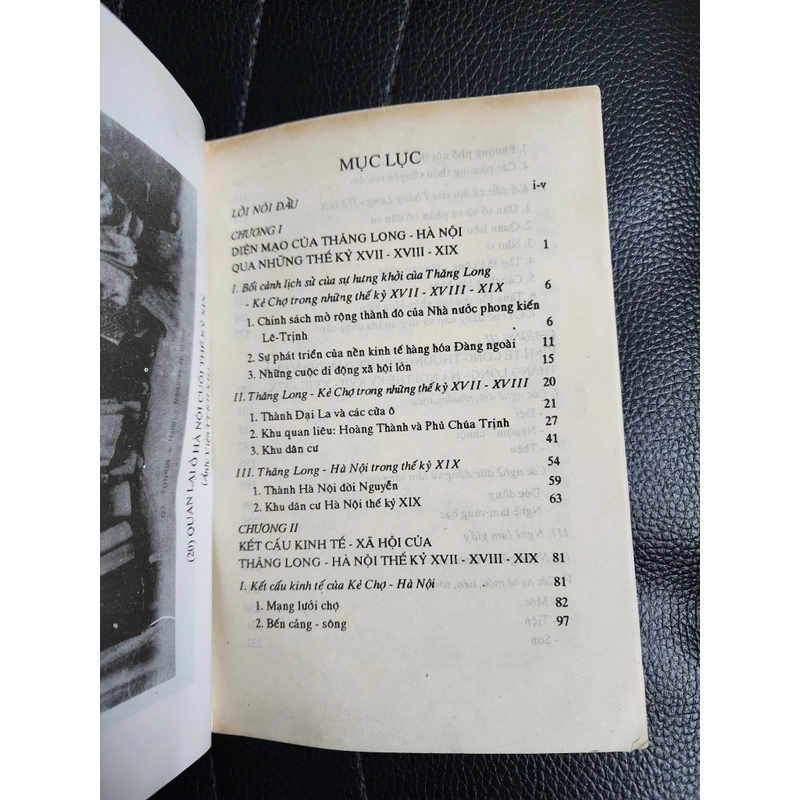 MỤC LỤC
LỜI NÓI ĐẦU i-v
CHƯƠNG I
DIỆN MẠO CỦA THĂNG LONG - HÀ NỘI
QUA NHỮNG THẾ KỶ XVII - XVIII - XIX 1
I. Bối cảnh lịch sử của sự hưng khởi của Thăng Long
- Kẻ Chợ trong những thế kỷ XVII - XVIII - XIX 6
1. Chính sách mở rộng thành đô của Nhà nước phong kiến
Lê-Trịnh 6
2. Sự phát triển của nền kinh tế hàng hóa Đàng ngoài 11
3. Những cuộc di động xã hội lớn 15
II. Thăng Long - Kẻ Chợ trong những thế kỷ XVII - XVIII 20
1. Thành Đại La và các cửa ô 21
2. Khu quan liêu: Hoàng Thành và Phủ Chúa Trịnh 27
3. Khu dân cư 41
III. Thăng Long - Hà Nội trong thế kỷ XIX 54
1. Thành Hà Nội đời Nguyễn 59
2. Khu dân cư Hà Nội thế kỷ XIX 63
CHƯƠNG II
KẾT CẤU KINH TẾ - XÃ HỘI CỦA
THĂNG LONG - HÀ NỘI THẾ KỶ XVII - XVIII - XIX 81
I. Kết cấu kinh tế của Kẻ Chợ - Hà Nội 81
1. Mạng lưới chợ 82
2. Bến cảng - sông 97
(20) QUAN LẠI Ở HÀ NỘI CUỐI THẾ KỶ XIX